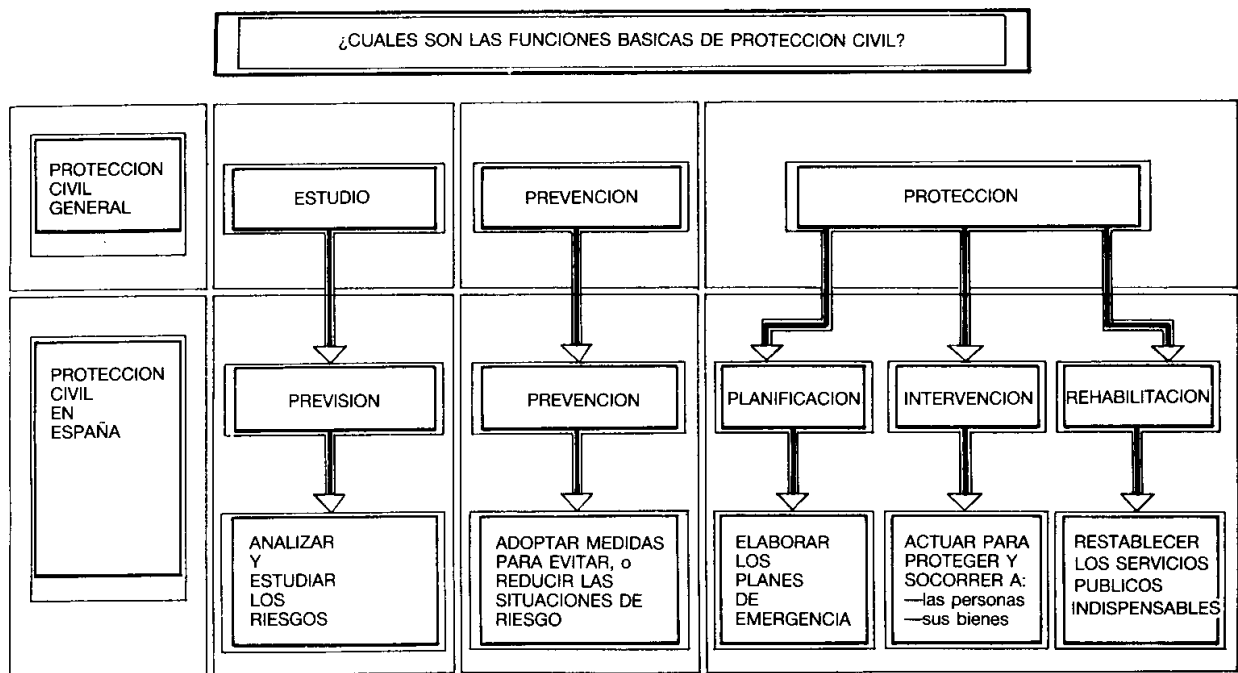 ¿CUALES SON LAS FUNCIONES BASICAS DE PROTECCION CIVIL?
PROTECCION
CIVIL
GENERAL
ESTUDIO
PREVENCION
PROTECCION
PROTECCION
CIVIL
EN
ESPAÑA
PREVISION
PREVENCION
PLANIFICACION
INTERVENCION
REHABILITACION
ANALIZAR
Y
ESTUDIAR
LOS
RIESGOS
ADOPTAR MEDIDAS
PARA EVITAR, o
REDUCIR LAS
SITUACIONES DE
RIESGO
ELABORAR
LOS
PLANES
DE
EMERGENCIA
ACTUAR PARA
PROTEGER Y
SOCORRER A:
—las personas
—sus bienes
RESTABLECER
LOS SERVICIOS
PUBLICOS
INDISPENSABLES